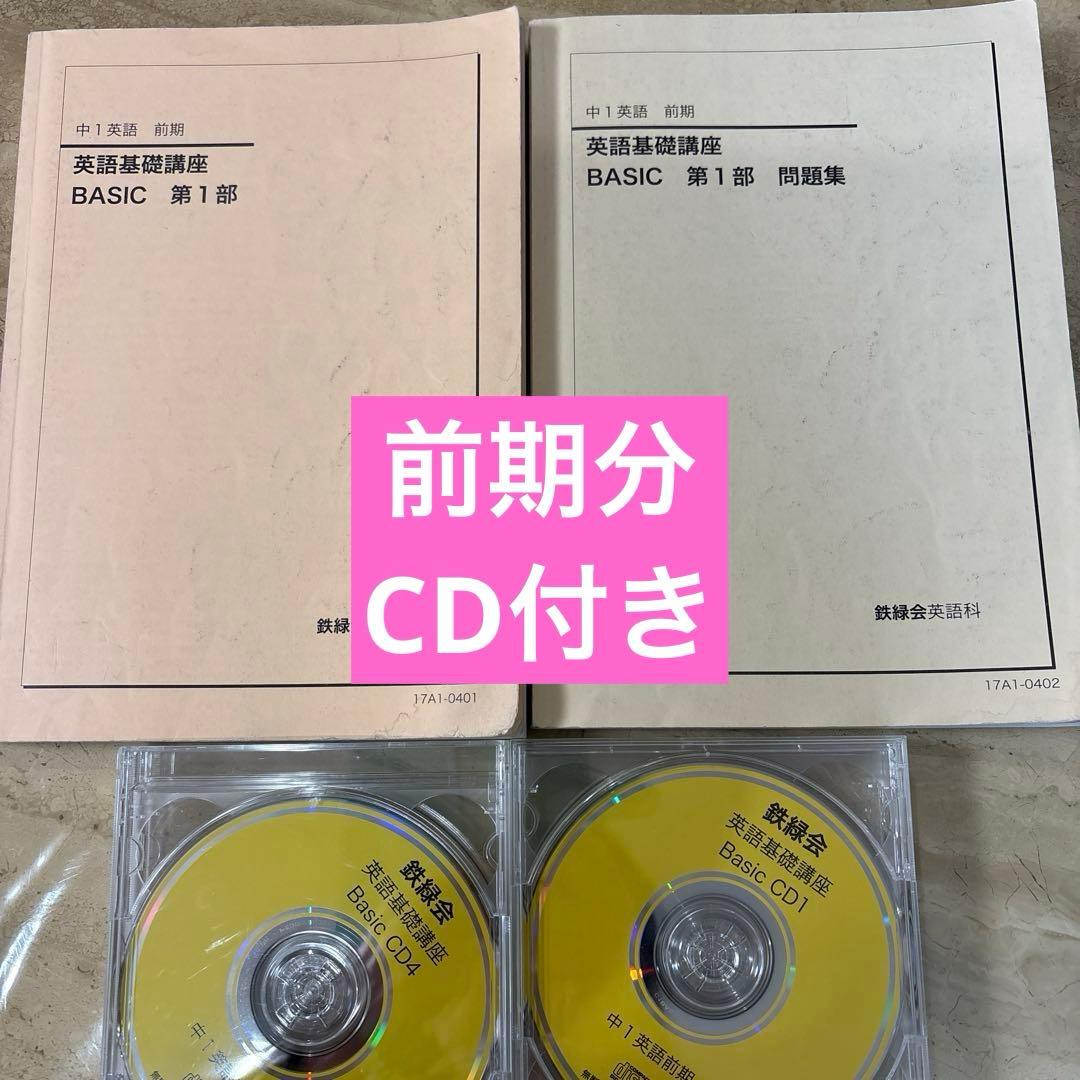 中1英語 前期
英語基礎講座
BASIC 第1部
鉄緑
17A1-0401
中1英語 前期
英語基礎講座
BASIC 第1部 問題集
鉄緑会英語科
17A1-0402
前期分
CD付き
鉄緑会
英語基礎講座
Basic CD4
中1
鉄緑会
英語基礎講座
Basic CD1
中1英語前期